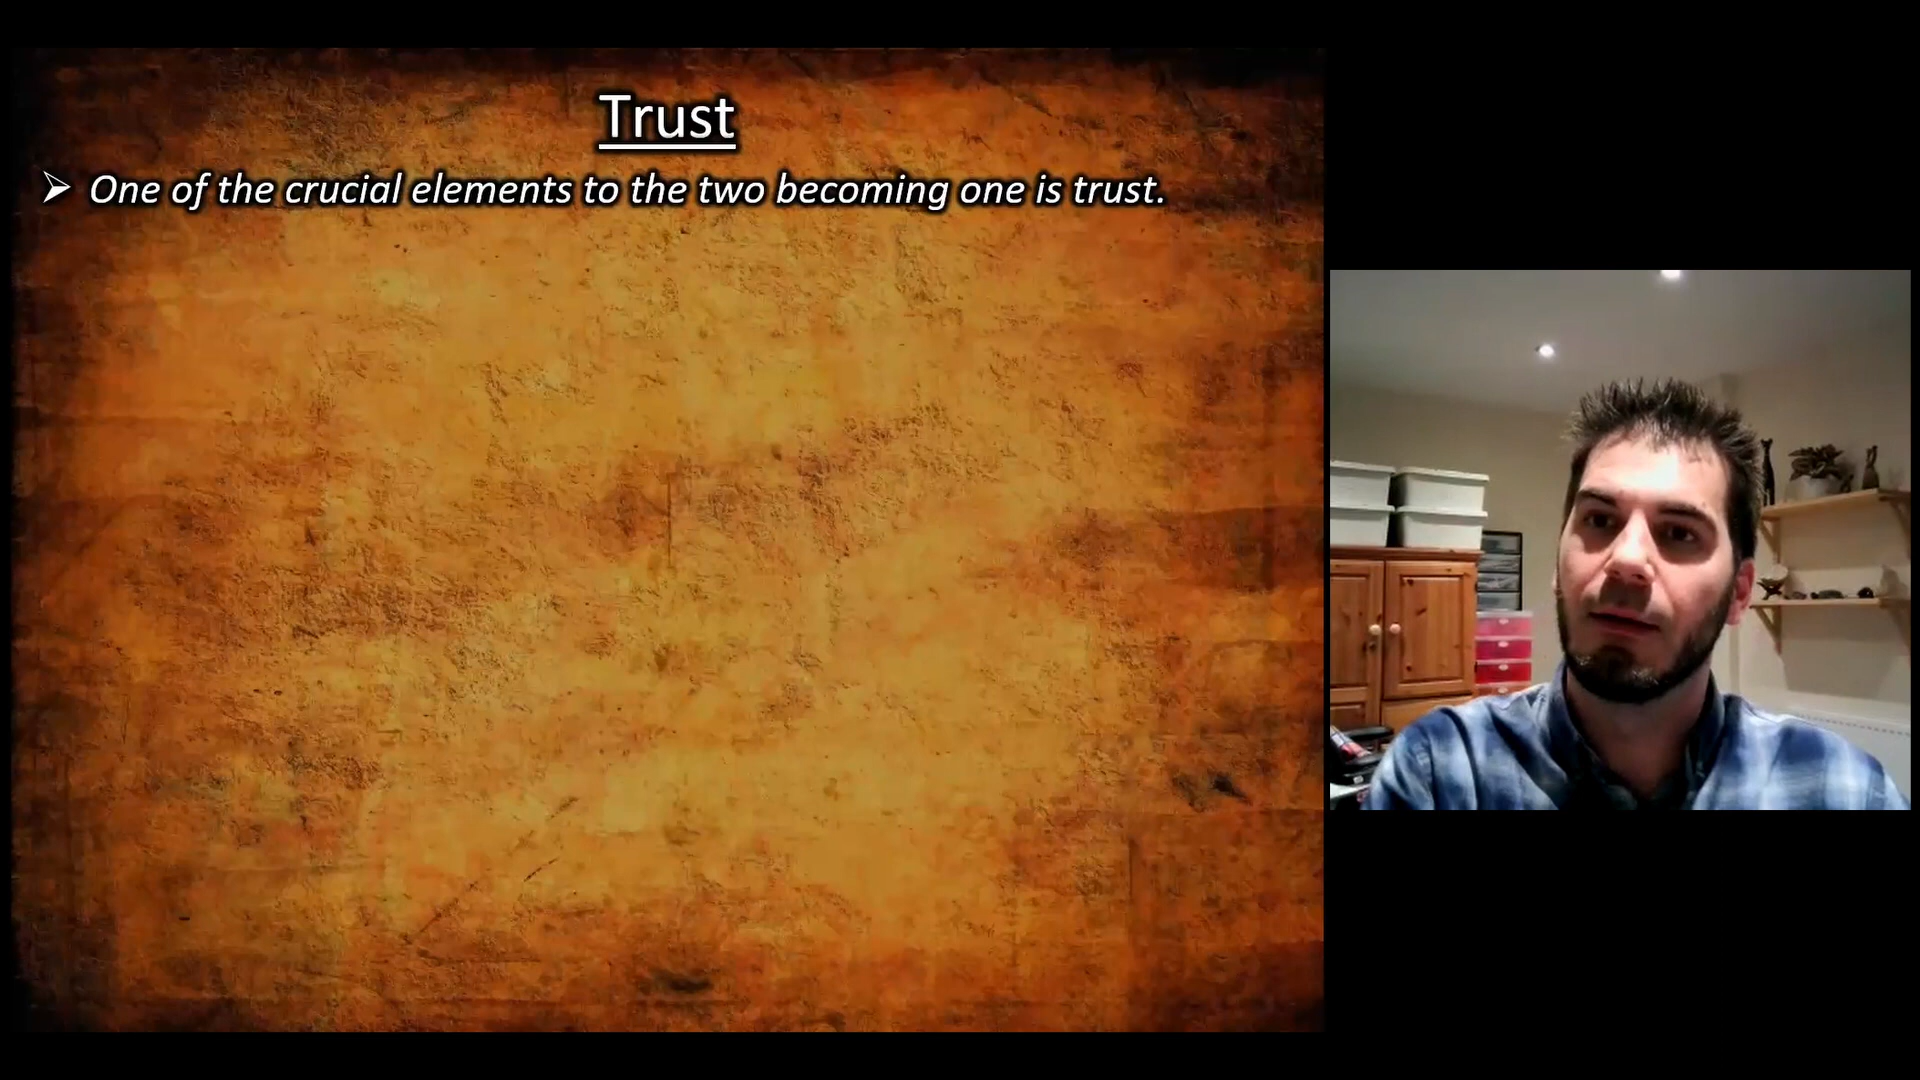 Trust
➢ One of the crucial elements to the two becoming one is trust.